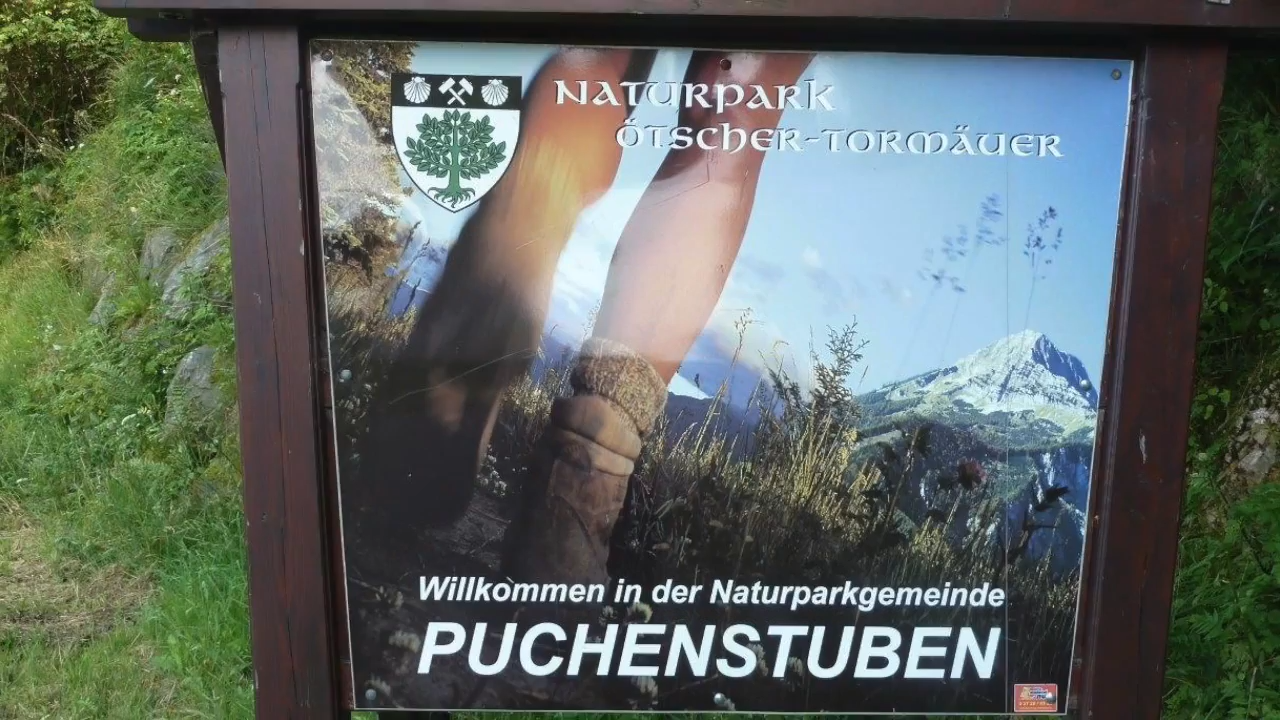 NATURPARK
ÖTSCHER-TORMÄUER
Willkommen in der Naturparkgemeinde
PUCHENSTUBEN